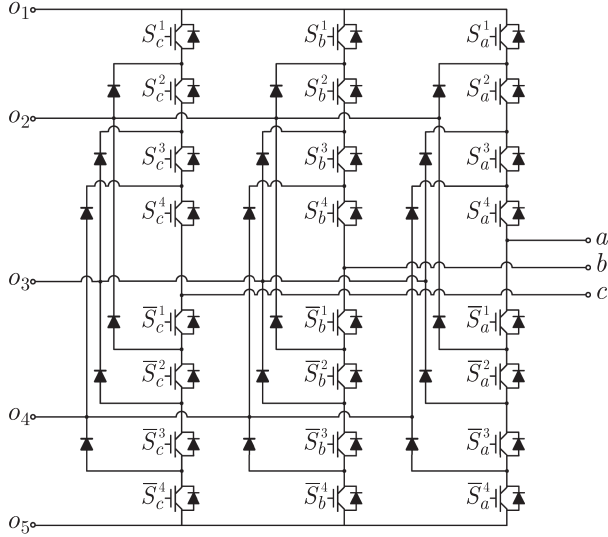 o₁ S_c^1 S_b^1 S_a^1
S_c^2 S_b^2 S_a^2
o₂
S_c^3 S_b^3 S_a^3
S_c^4 S_b^4 S_a^4
a
b
o₃
c
S̅_c^1 S̅_b^1 S̅_a^1
S̅_c^2 S̅_b^2 S̅_a^2
o₄
S̅_c^3 S̅_b^3 S̅_a^3
S̅_c^4 S̅_b^4 S̅_a^4
o₅